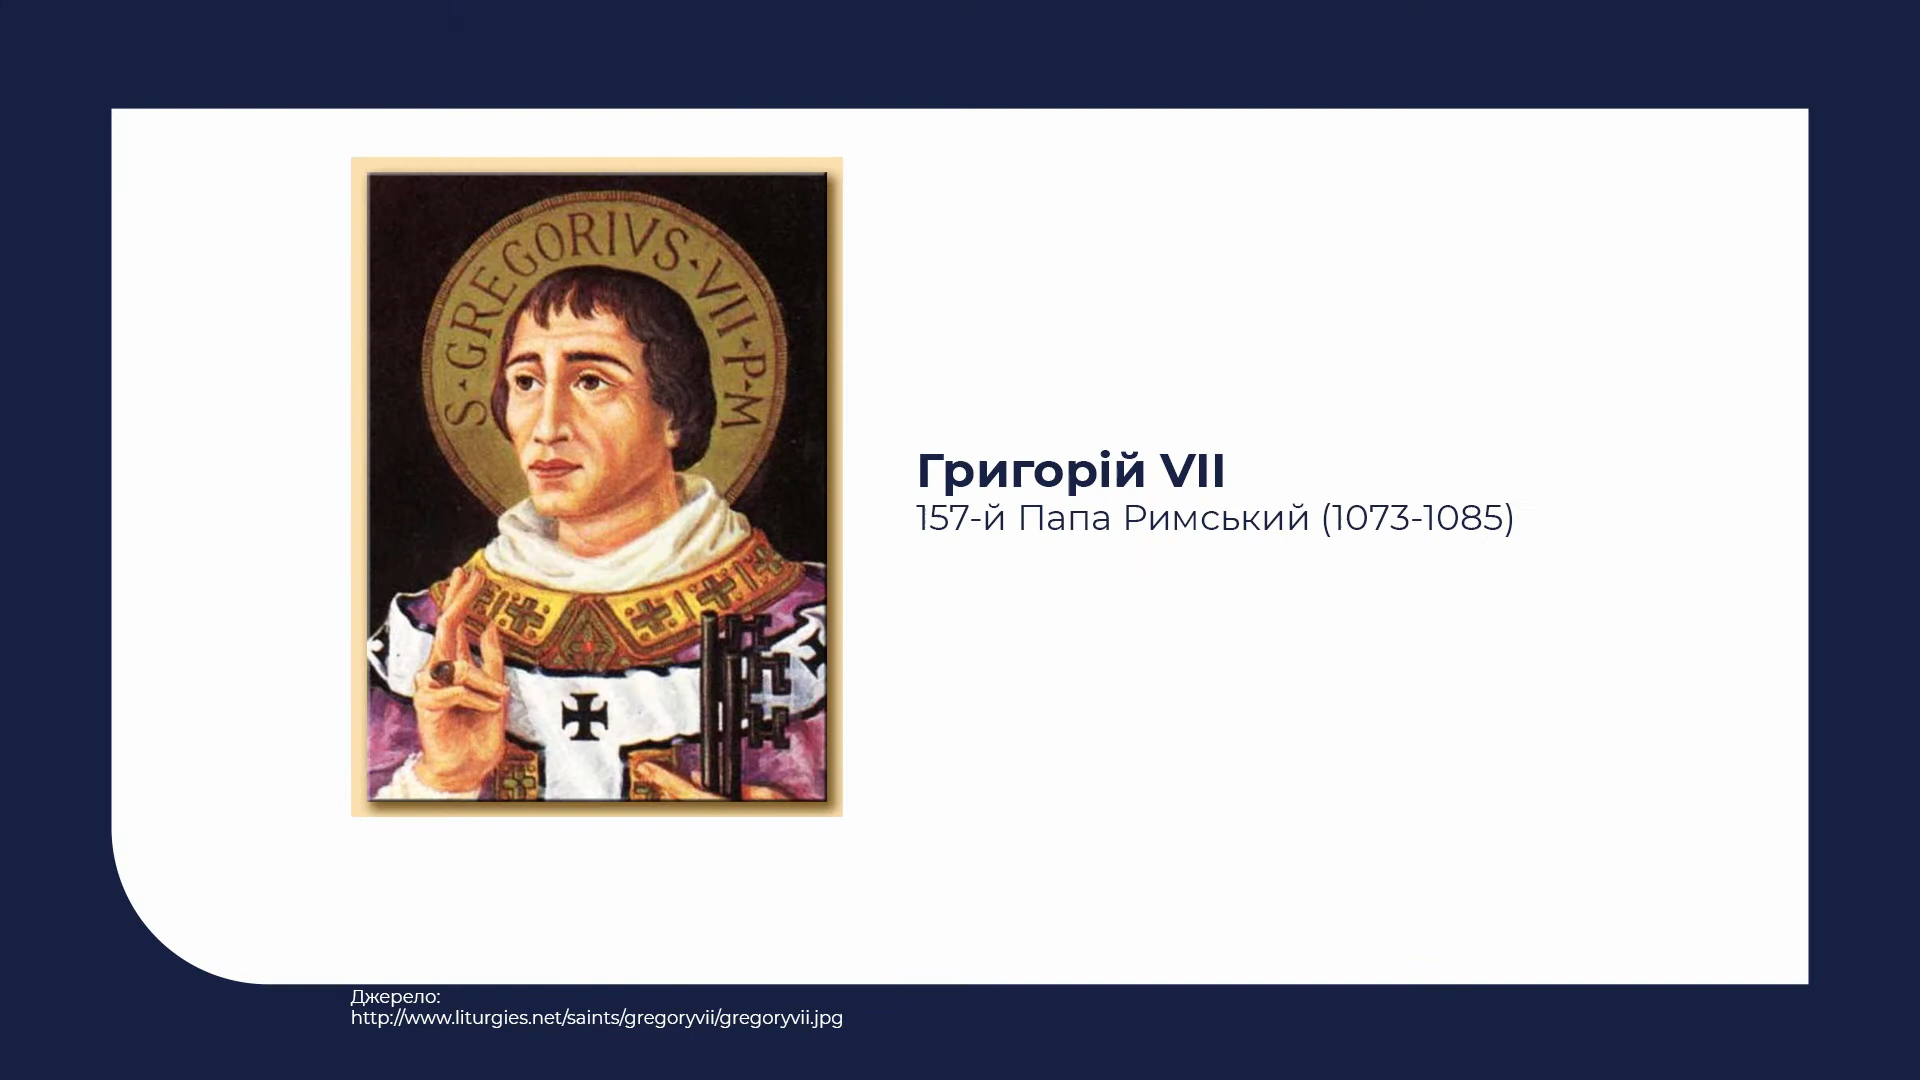 S·GREGORIVS·VII·P·M
Григорій VII
157-й Папа Римський (1073-1085)
Джерело:
http://www.liturgies.net/saints/gregoryvii/gregoryvii.jpg